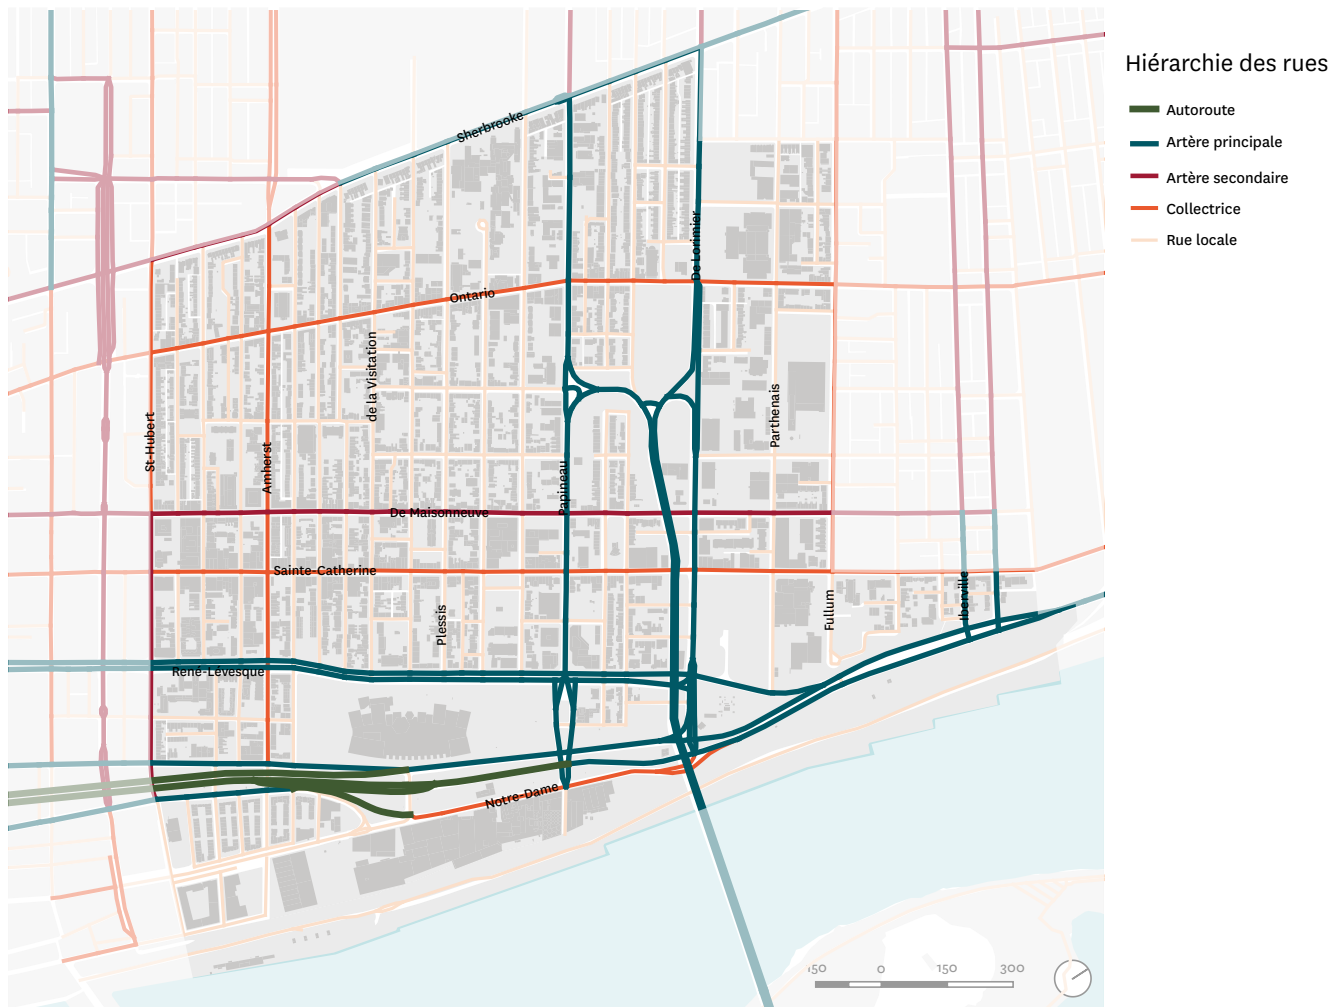 Hiérarchie des rues
Autoroute
Artère principale
Artère secondaire
Collectrice
Rue locale
Sherbrooke
De Lorimier
Ontario
de la Visitation
Parthenais
St-Hubert
Amherst
Papineau
De Maisonneuve
Sainte-Catherine
Plessis
Fullum
Iberville
René-Lévesque
Notre-Dame
150 0 150 300